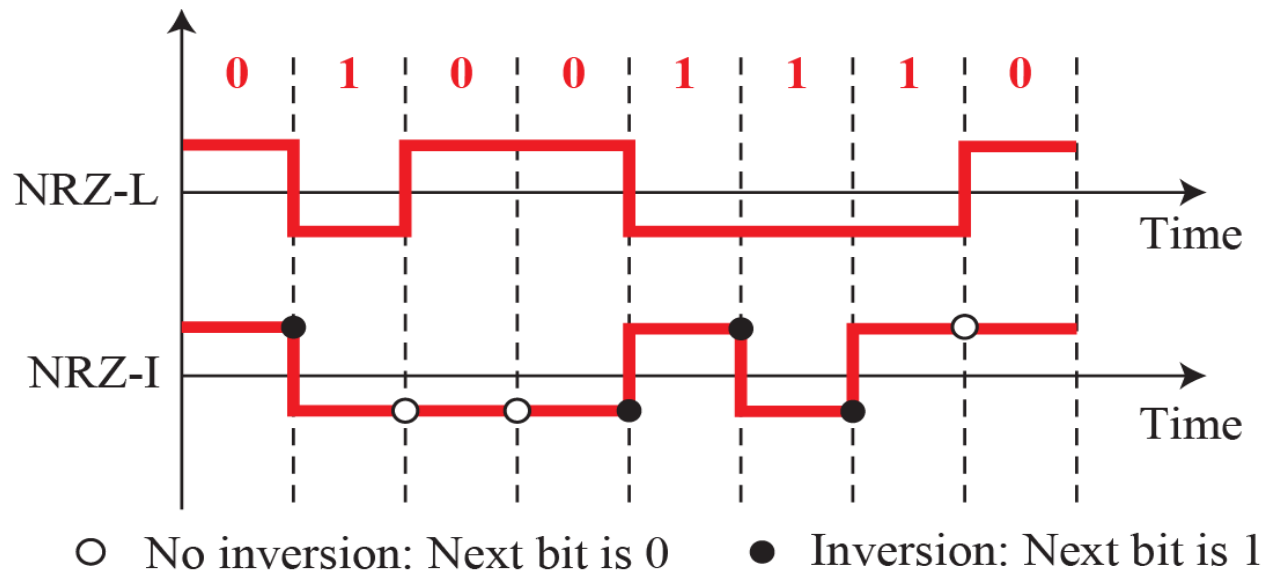 0 1 0 0 1 1 1 0
NRZ-L
Time
NRZ-I
Time
No inversion: Next bit is 0
Inversion: Next bit is 1